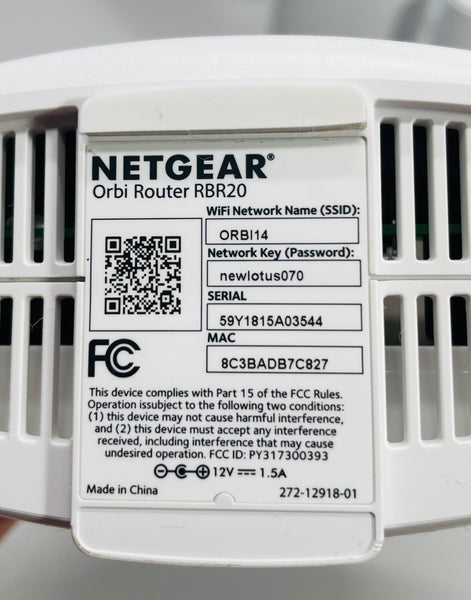 NETGEAR®
Orbi Router RBR20
WiFi Network Name (SSID):
ORBI14
Network Key (Password):
newlotus070
SERIAL
59Y1815A03544
MAC
8C3BADB7C827
FC
This device complies with Part 15 of the FCC Rules.
Operation issubject to the following two conditions:
(1) this device may not cause harmful interference,
and (2) this device must accept any interference
received, including interference that may cause
undesired operation. FCC ID: PY317300393
12V 1.5A
Made in China
272-12918-01